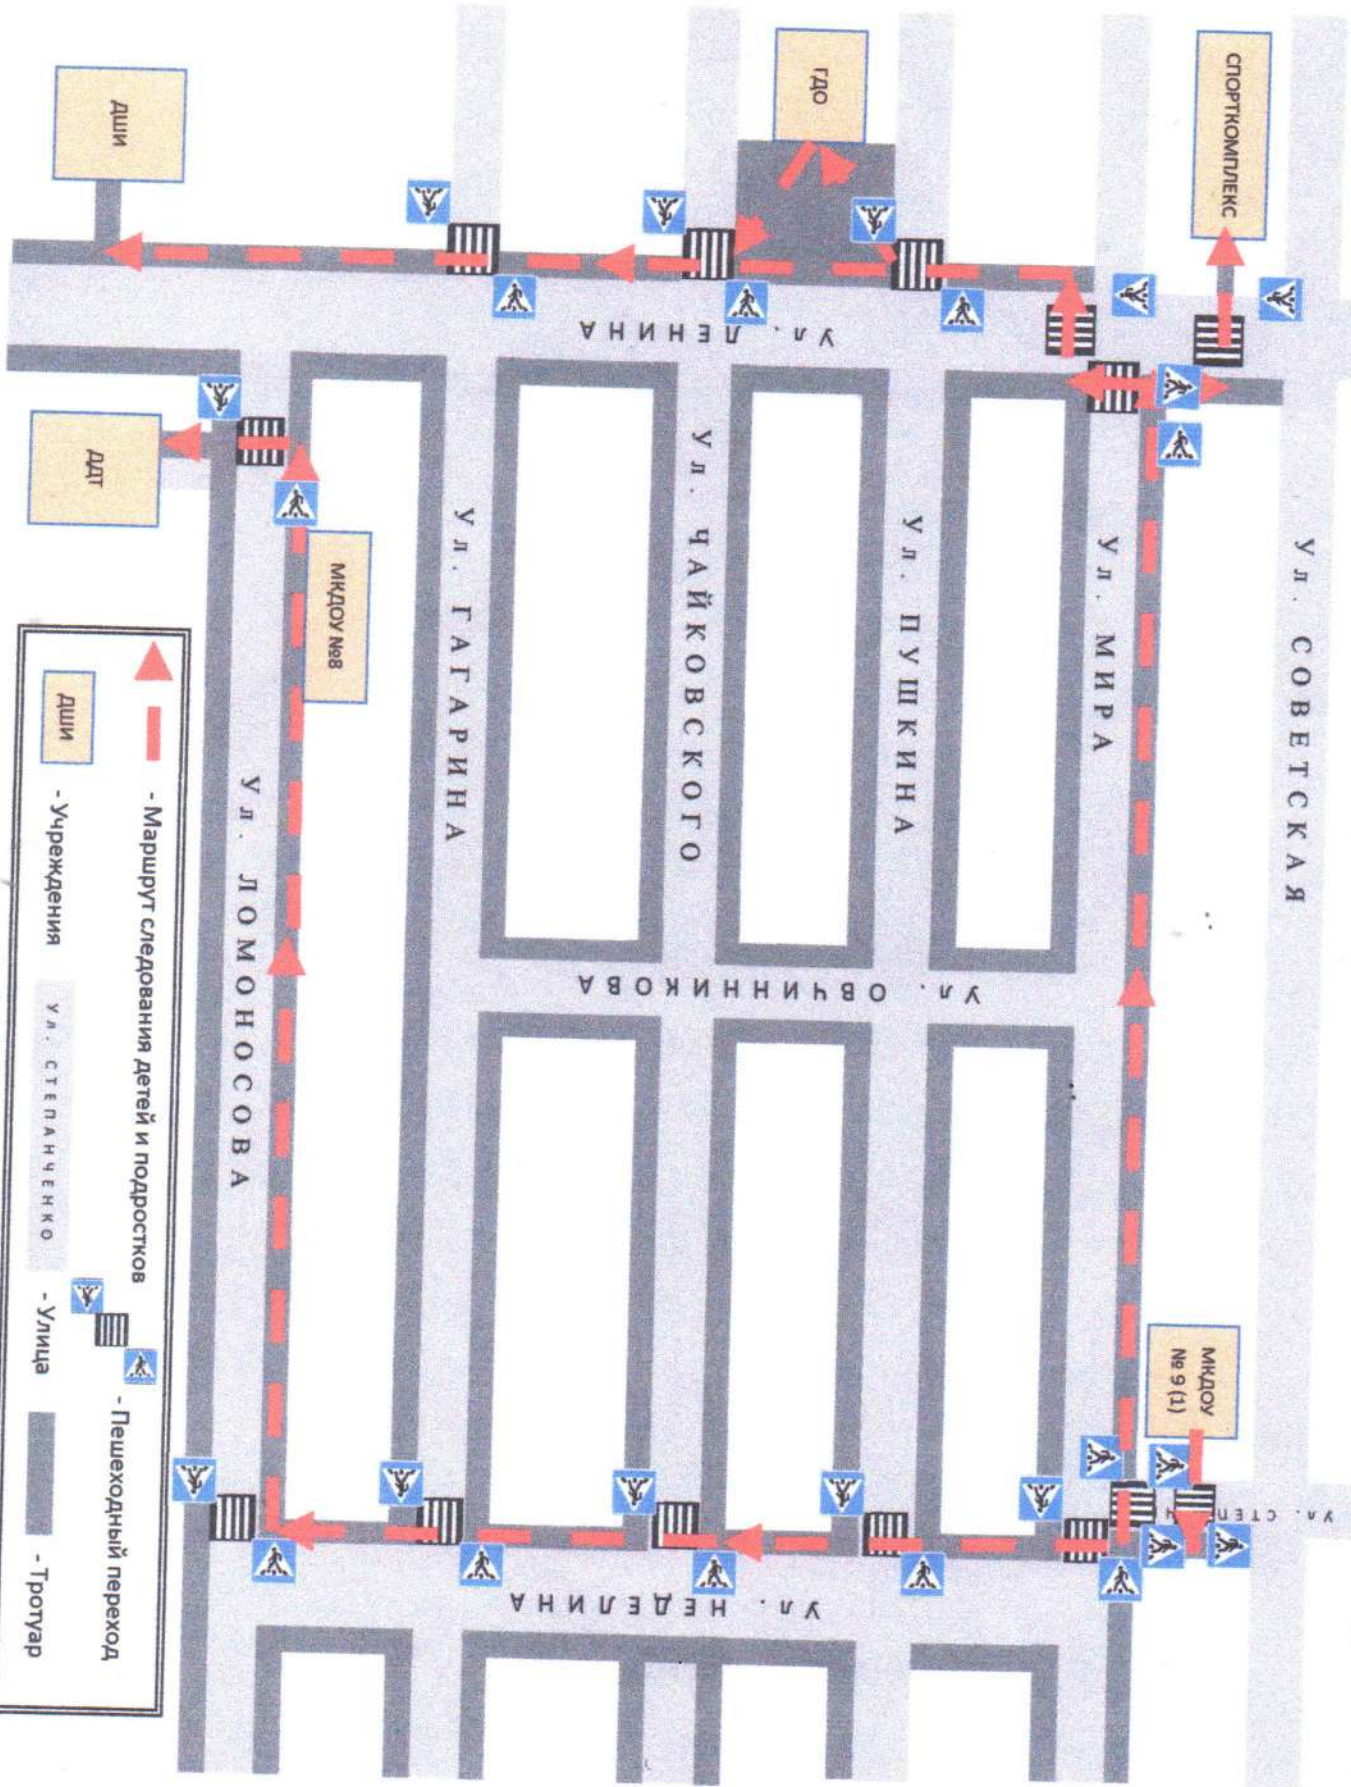 СПОРТКОМПЛЕКС
Ул. СОВЕТСКАЯ
МКДОУ
№ 9 (1)
Ул. МИРА
ГДО
Ул. ПУШКИНА
Ул. ЧАЙКОВСКОГО
Ул. ГАГАРИНА
МКДОУ №8
Ул. ЛОМОНОСОВА
ДШИ
ДДТ
Ул. ЛЕНИНА
Ул. ОВЧИННИКОВА
Ул. НЕДЕЛИНА
Ул.
- Маршрут следования детей и подростков
- Пешеходный переход
ДШИ
- Учреждения
Ул. СТЕПАНЧЕНКО
- Улица
- Тротуар